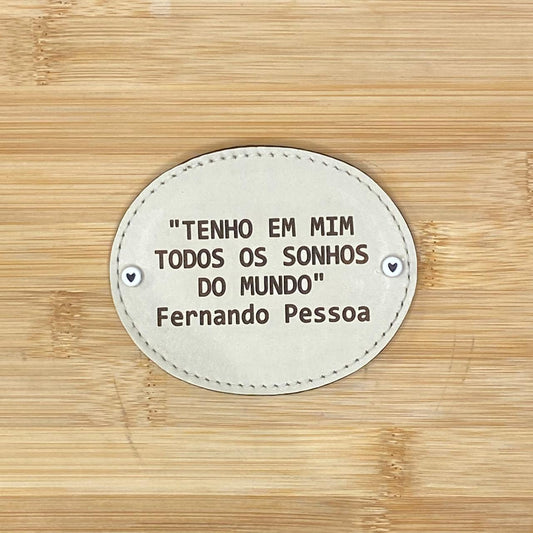 "TENHO EM MIM
TODOS OS SONHOS
DO MUNDO"
Fernando Pessoa